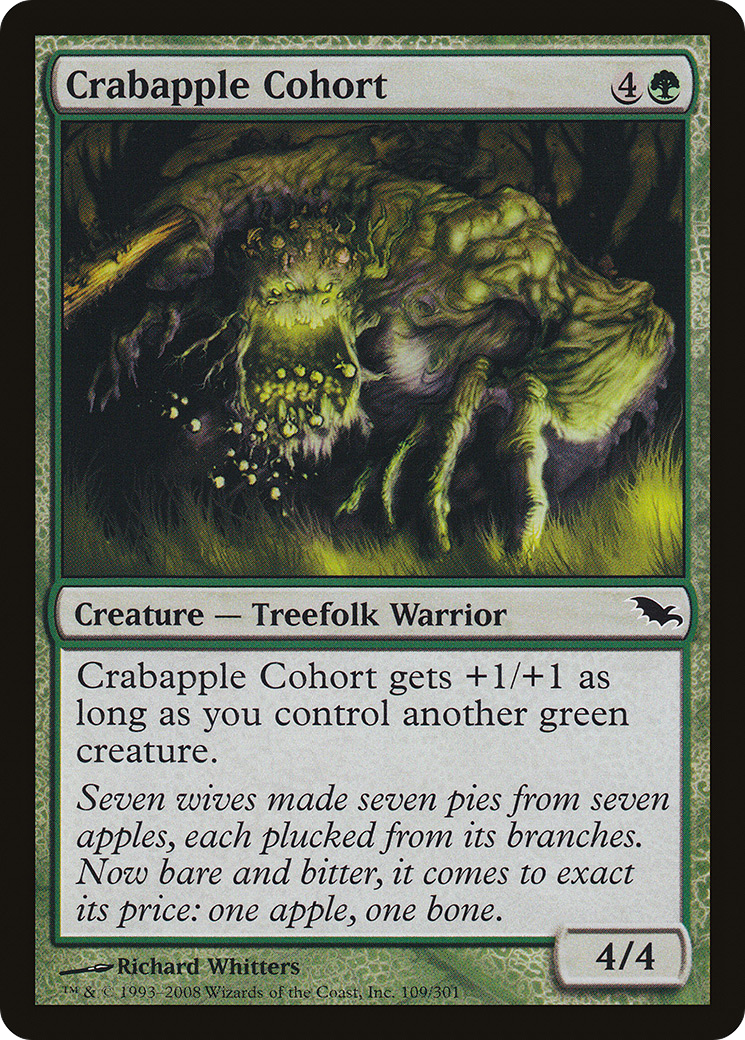 Crabapple Cohort 4
Creature — Treefolk Warrior
Crabapple Cohort gets +1/+1 as
long as you control another green
creature.
Seven wives made seven pies from seven
apples, each plucked from its branches.
Now bare and bitter, it comes to exact
its price: one apple, one bone.
4/4
Richard Whitters
™ & © 1993–2008 Wizards of the Coast, Inc. 109/301